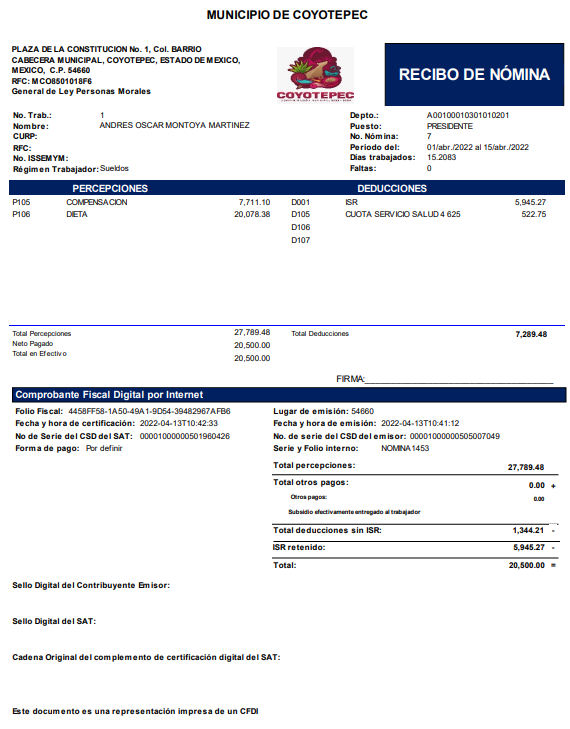 MUNICIPIO DE COYOTEPEC
PLAZA DE LA CONSTITUCION No. 1, Col. BARRIO
CABECERA MUNICIPAL, COYOTEPEC, ESTADO DE MEXICO,
MEXICO, C.P. 54660
RFC: MCO8501018F6
General de Ley Personas Morales
COYOTEPEC
RECIBO DE NÓMINA
No. Trab.: 1
Nombre: ANDRES OSCAR MONTOYA MARTINEZ
CURP:
RFC:
No. ISSEMYM:
Régimen Trabajador: Sueldos
Depto.: A00100010301010201
Puesto: PRESIDENTE
No. Nómina: 7
Periodo del: 01/abr./2022 al 15/abr./2022
Días trabajados: 15.2083
Faltas: 0
PERCEPCIONES DEDUCCIONES
P105 COMPENSACION 7,711.10 D001 ISR 5,945.27
P106 DIETA 20,078.38 D105 CUOTA SERVICIO SALUD 4 625 522.75
D106
D107
Total Percepciones 27,789.48 Total Deducciones 7,289.48
Neto Pagado 20,500.00
Total en Efectivo 20,500.00
FIRMA:
Comprobante Fiscal Digital por Internet
Folio Fiscal: 4458FF58-1A50-49A1-9D54-39482967AFB6
Fecha y hora de certificación: 2022-04-13T10:42:33
No de Serie del CSD del SAT: 00001000000501960426
Forma de pago: Por definir
Lugar de emisión: 54660
Fecha y hora de emisión: 2022-04-13T10:41:12
No. de serie del CSD del emisor: 00001000000505007049
Serie y Folio interno: NOMINA1453
Total percepciones: 27,789.48
Total otros pagos: 0.00 +
Otros pagos: 0.00
Subsidio efectivamente entregado al trabajador
Total deducciones sin ISR: 1,344.21 -
ISR retenido: 5,945.27 -
Total: 20,500.00 =
Sello Digital del Contribuyente Emisor:
Sello Digital del SAT:
Cadena Original del complemento de certificación digital del SAT:
Este documento es una representación impresa de un CFDI